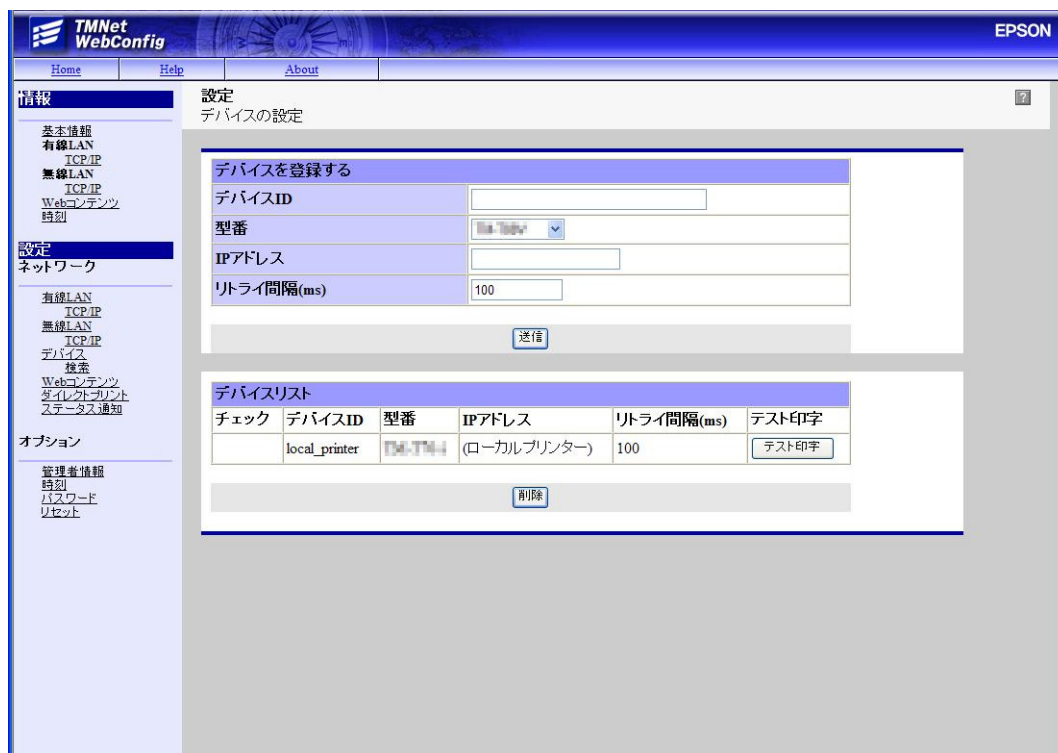 TMNet
WebConfig
EPSON
Home Help About
情報
基本情報
有線LAN
TCP/IP
無線LAN
TCP/IP
Webコンテンツ
時刻
設定
ネットワーク
有線LAN
TCP/IP
無線LAN
TCP/IP
デバイス
検索
Webコンテンツ
ダイレクトプリント
ステータス通知
オプション
管理者情報
時刻
パスワード
リセット
設定
?
デバイスの設定
デバイスを登録する
デバイスID
型番
IPアドレス
リトライ間隔(ms) 100
送信
デバイスリスト
チェック デバイスID 型番 IPアドレス リトライ間隔(ms) テスト印字
local_printer (ローカルプリンター) 100 テスト印字
削除